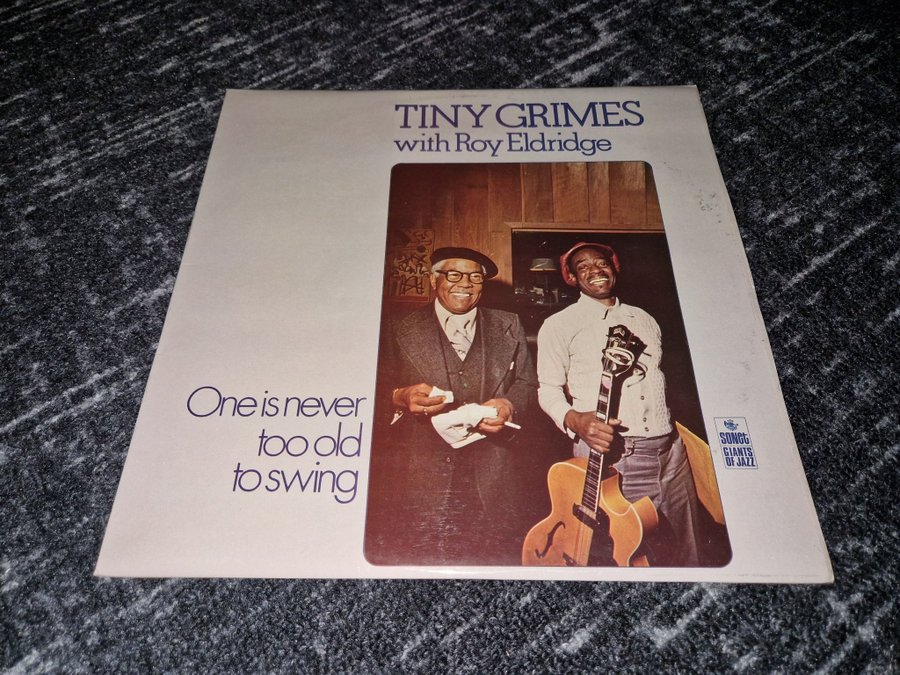 TINY GRIMES
with Roy Eldridge
One is never
too old
to swing
SONET
GIANTS
OF JAZZ